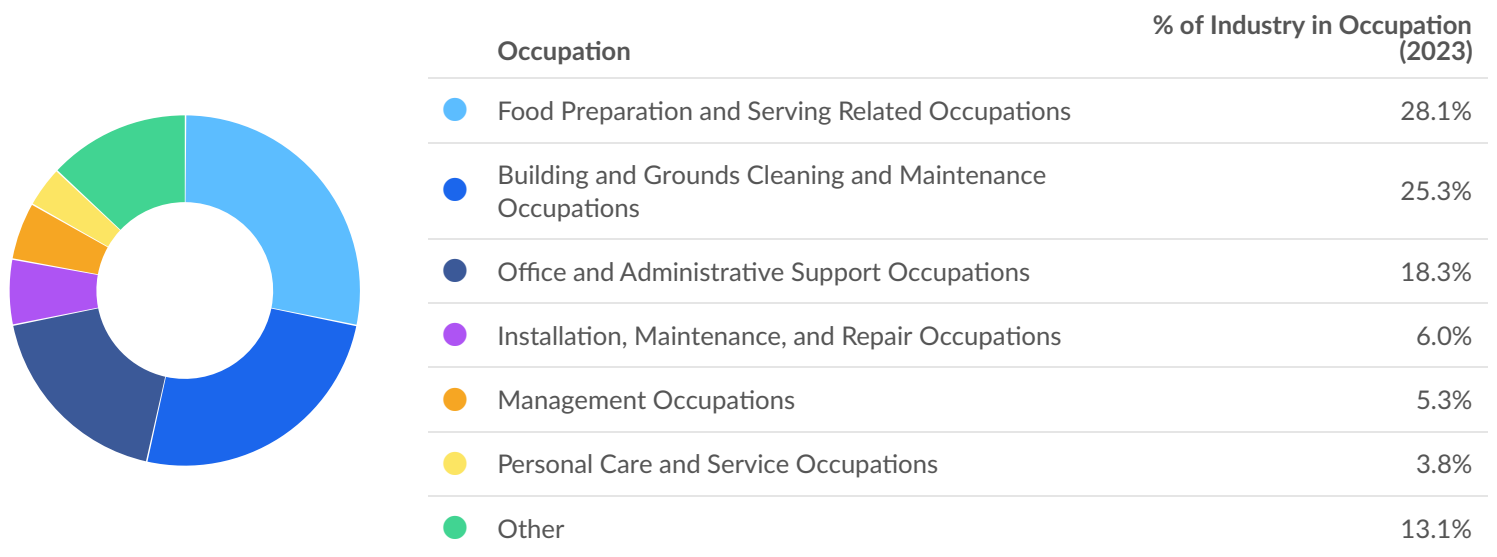 % of Industry in Occupation
Occupation (2023)
Food Preparation and Serving Related Occupations 28.1%
Building and Grounds Cleaning and Maintenance
Occupations 25.3%
Office and Administrative Support Occupations 18.3%
Installation, Maintenance, and Repair Occupations 6.0%
Management Occupations 5.3%
Personal Care and Service Occupations 3.8%
Other 13.1%